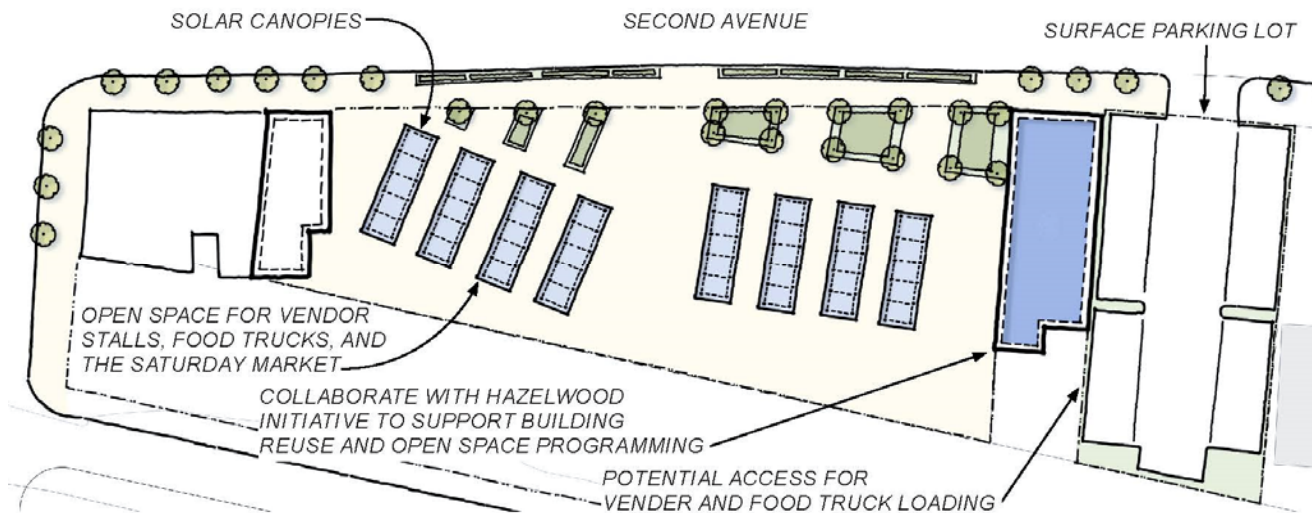 SOLAR CANOPIES
SECOND AVENUE
SURFACE PARKING LOT
OPEN SPACE FOR VENDOR
STALLS, FOOD TRUCKS, AND
THE SATURDAY MARKET
COLLABORATE WITH HAZELWOOD
INITIATIVE TO SUPPORT BUILDING
REUSE AND OPEN SPACE PROGRAMMING
POTENTIAL ACCESS FOR
VENDER AND FOOD TRUCK LOADING